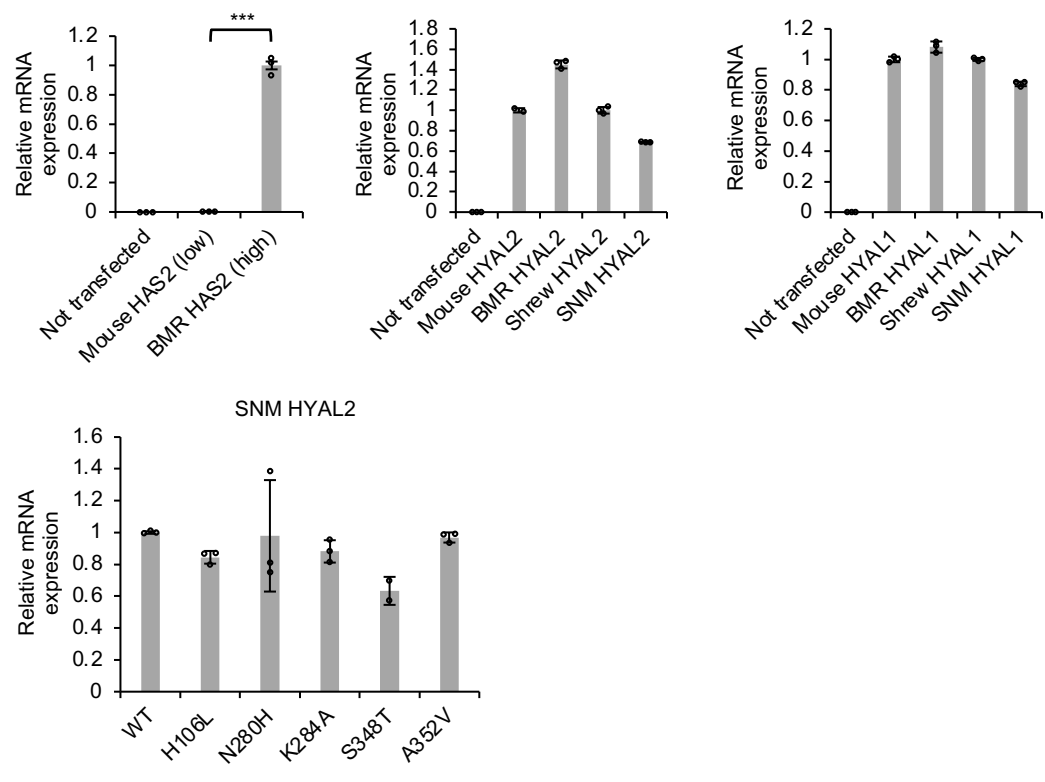 Relative mRNA
expression
1.2
1
0.8
0.6
0.4
0.2
0
***
Not transfected
Mouse HAS2 (low)
BMR HAS2 (high)
Relative mRNA
expression
1.8
1.6
1.4
1.2
1
0.8
0.6
0.4
0.2
0
Not transfected
Mouse HYAL2
BMR HYAL2
Shrew HYAL2
SNM HYAL2
Relative mRNA
expression
1.2
1
0.8
0.6
0.4
0.2
0
Not transfected
Mouse HYAL1
BMR HYAL1
Shrew HYAL1
SNM HYAL1
SNM HYAL2
Relative mRNA
expression
1.6
1.4
1.2
1
0.8
0.6
0.4
0.2
0
WT
H106L
N280H
K284A
S348T
A352V